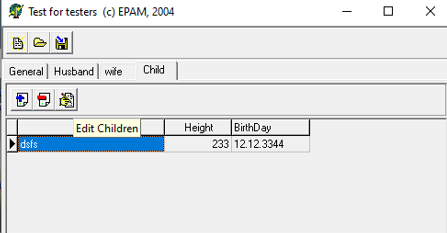 Test for testers (c) EPAM, 2004
General Husband wife Child
Edit Children
Height BirthDay
dsfs 233 12.12.3344